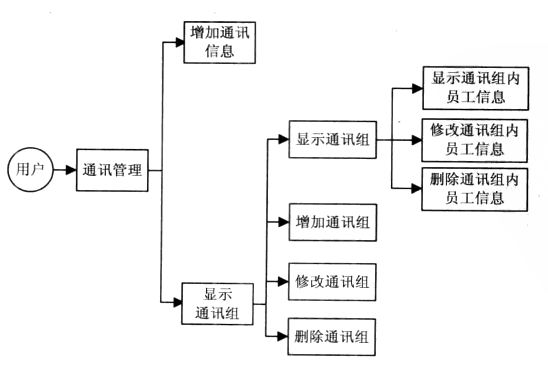 增加通讯
信息
用户
通讯管理
显示
通讯组
显示通讯组
增加通讯组
修改通讯组
删除通讯组
显示通讯组内
员工信息
修改通讯组内
员工信息
删除通讯组内
员工信息